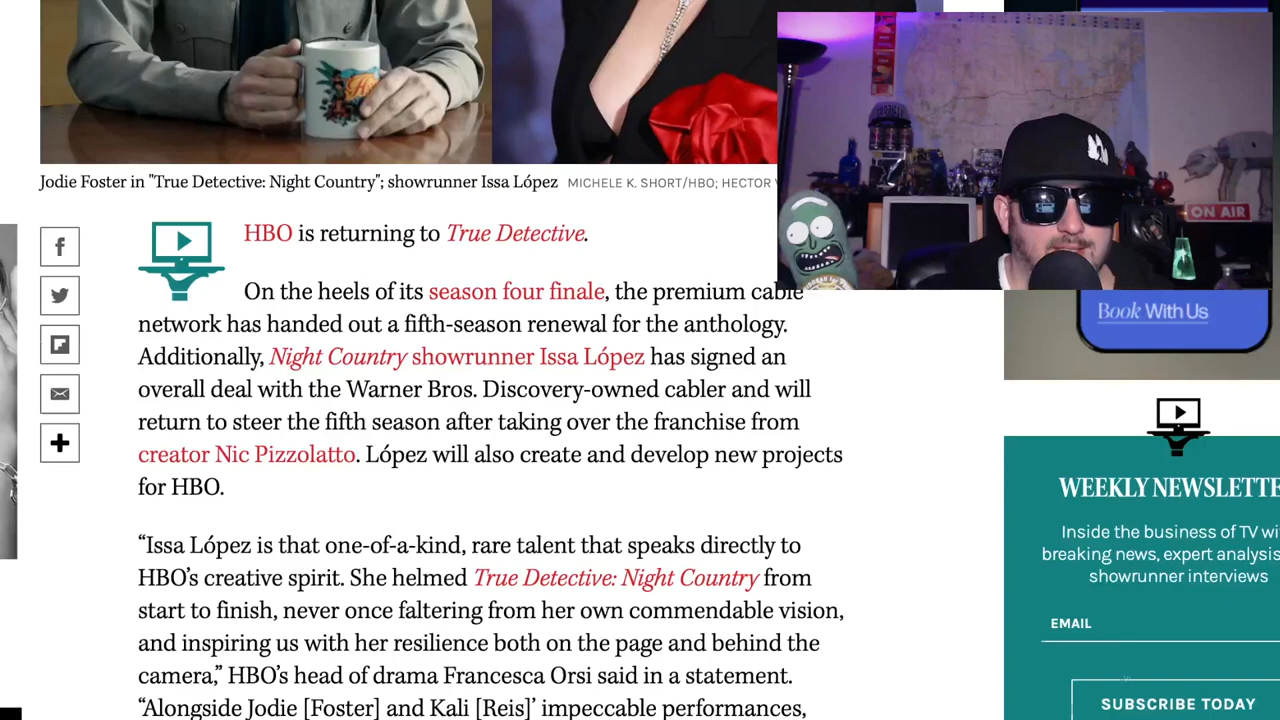 Jodie Foster in "True Detective: Night Country"; showrunner Issa López MICHELE K. SHORT/HBO; HECTOR
ON AIR
HBO is returning to True Detective.
On the heels of its season four finale, the premium cable
network has handed out a fifth-season renewal for the anthology.
Additionally, Night Country showrunner Issa López has signed an
overall deal with the Warner Bros. Discovery-owned cabler and will
return to steer the fifth season after taking over the franchise from
creator Nic Pizzolatto. López will also create and develop new projects
for HBO.
“Issa López is that one-of-a-kind, rare talent that speaks directly to
HBO’s creative spirit. She helmed True Detective: Night Country from
start to finish, never once faltering from her own commendable vision,
and inspiring us with her resilience both on the page and behind the
camera,” HBO’s head of drama Francesca Orsi said in a statement.
“Alongside Jodie [Foster] and Kali [Reis]’ impeccable performances,
Book With Us
WEEKLY NEWSLETTE
Inside the business of TV wi
breaking news, expert analysis
showrunner interviews
EMAIL
SUBSCRIBE TODAY